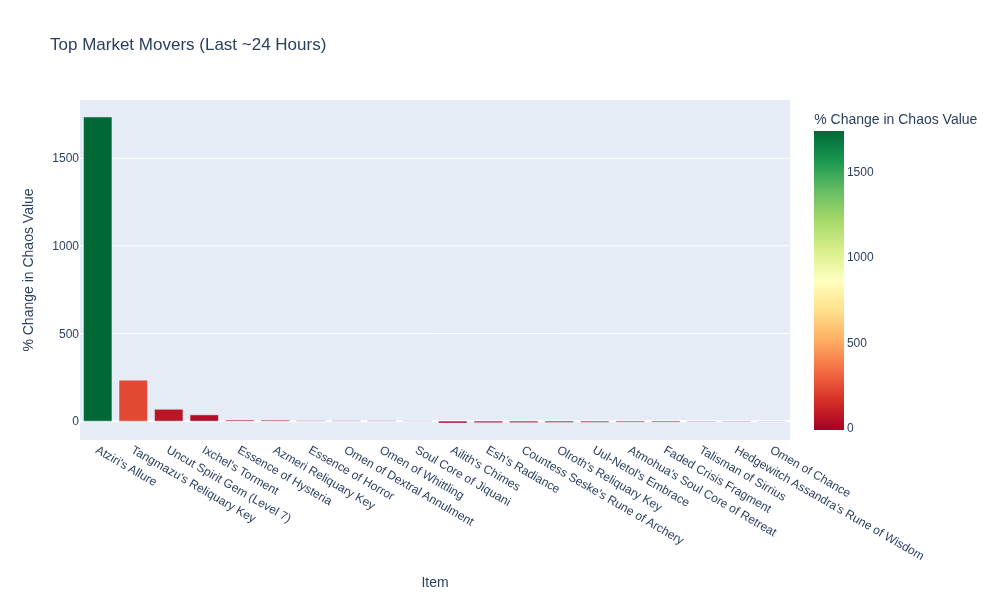 Top Market Movers (Last ~24 Hours)
% Change in Chaos Value
1500
1000
500
0
% Change in Chaos Value
1500
1000
500
0
Atziri's Allure
Tangmazu's Reliquary Key
Uncut Spirit Gem (Level 7)
Ixchel's Torment
Essence of Hysteria
Azmeri Reliquary Key
Essence of Horror
Omen of Dextral Annulment
Omen of Whittling
Soul Core of Jiquani
Ailith's Chimes
Esh's Radiance
Countess Seske's Rune of Archery
Olroth's Reliquary Key
Uul-Netol's Embrace
Atmohua's Soul Core of Retreat
Faded Crisis Fragment
Talisman of Sirrius
Hedgewitch Assandra's Rune of Wisdom
Omen of Chance
Item